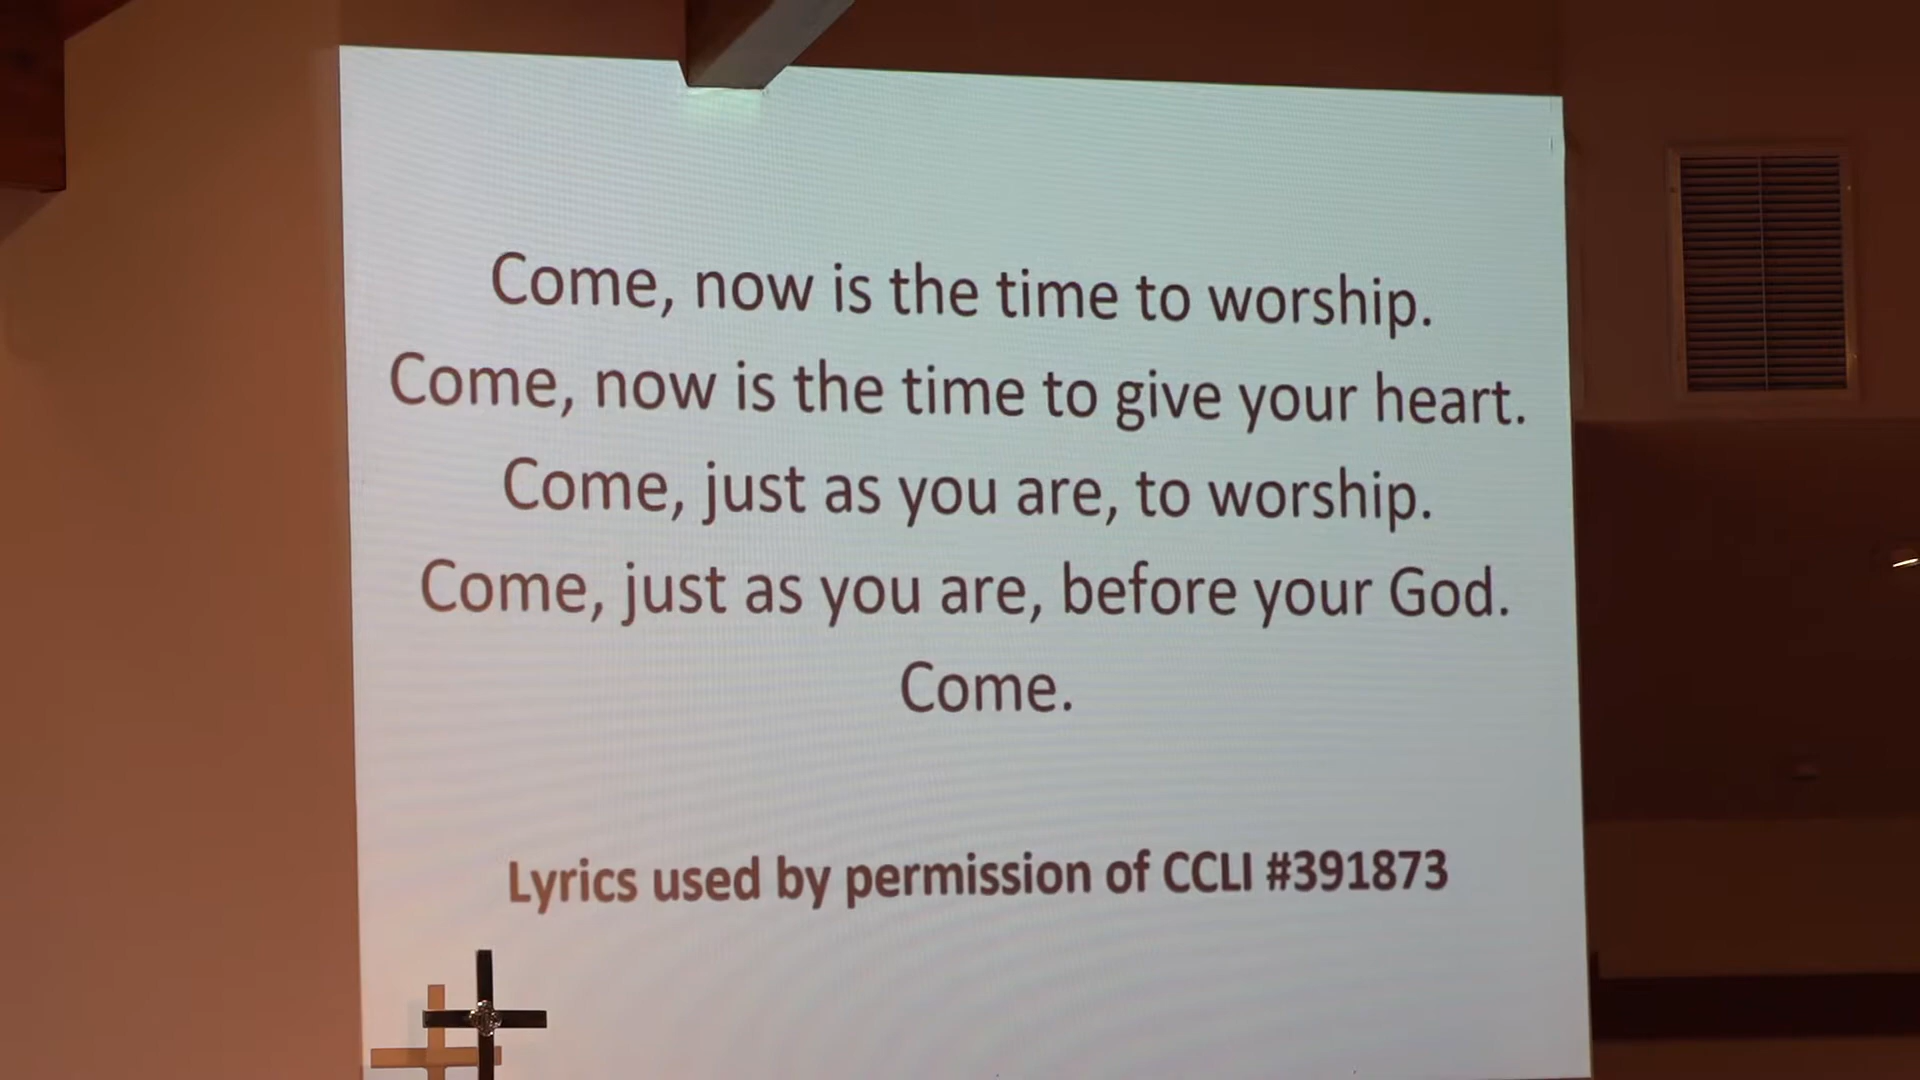 Come, now is the time to worship.
Come, now is the time to give your heart.
Come, just as you are, to worship.
Come, just as you are, before your God.
Come.
Lyrics used by permission of CCLI #391873